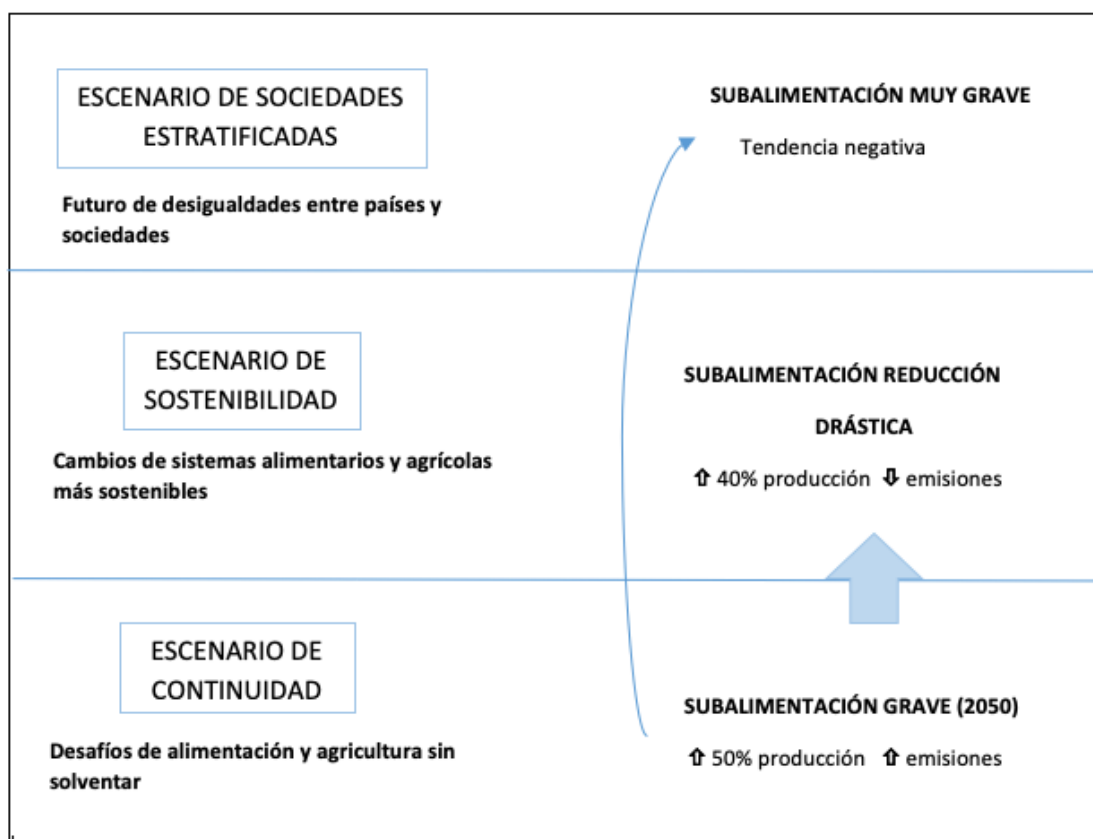 ESCENARIO DE SOCIEDADES
ESTRATIFICADAS
Futuro de desigualdades entre países y
sociedades
SUBALIMENTACIÓN MUY GRAVE
Tendencia negativa
ESCENARIO DE
SOSTENIBILIDAD
Cambios de sistemas alimentarios y agrícolas
más sostenibles
SUBALIMENTACIÓN REDUCCIÓN
DRÁSTICA
⇧ 40% producción ⇩ emisiones
ESCENARIO DE
CONTINUIDAD
Desafíos de alimentación y agricultura sin
solventar
SUBALIMENTACIÓN GRAVE (2050)
⇧ 50% producción ⇧ emisiones